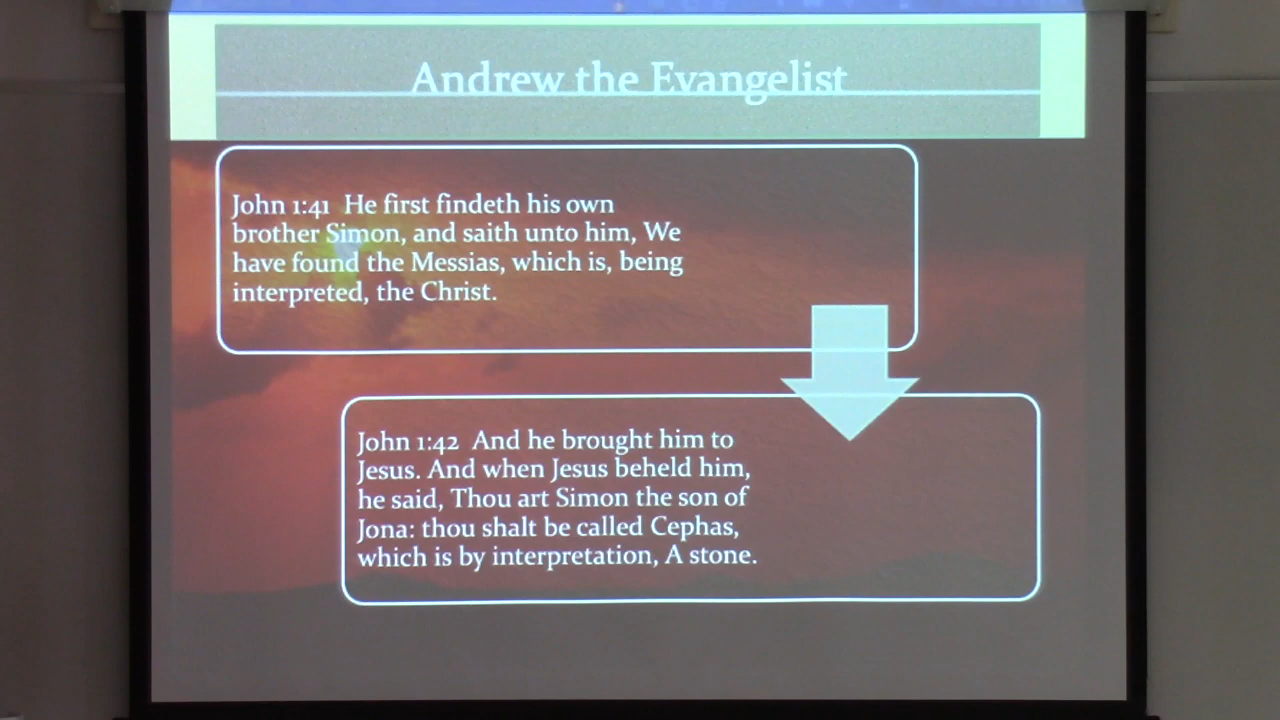 Andrew the Evangelist
John 1:41 He first findeth his own
brother Simon, and saith unto him, We
have found the Messias, which is, being
interpreted, the Christ.
John 1:42 And he brought him to
Jesus. And when Jesus beheld him,
he said, Thou art Simon the son of
Jona: thou shalt be called Cephas,
which is by interpretation, A stone.